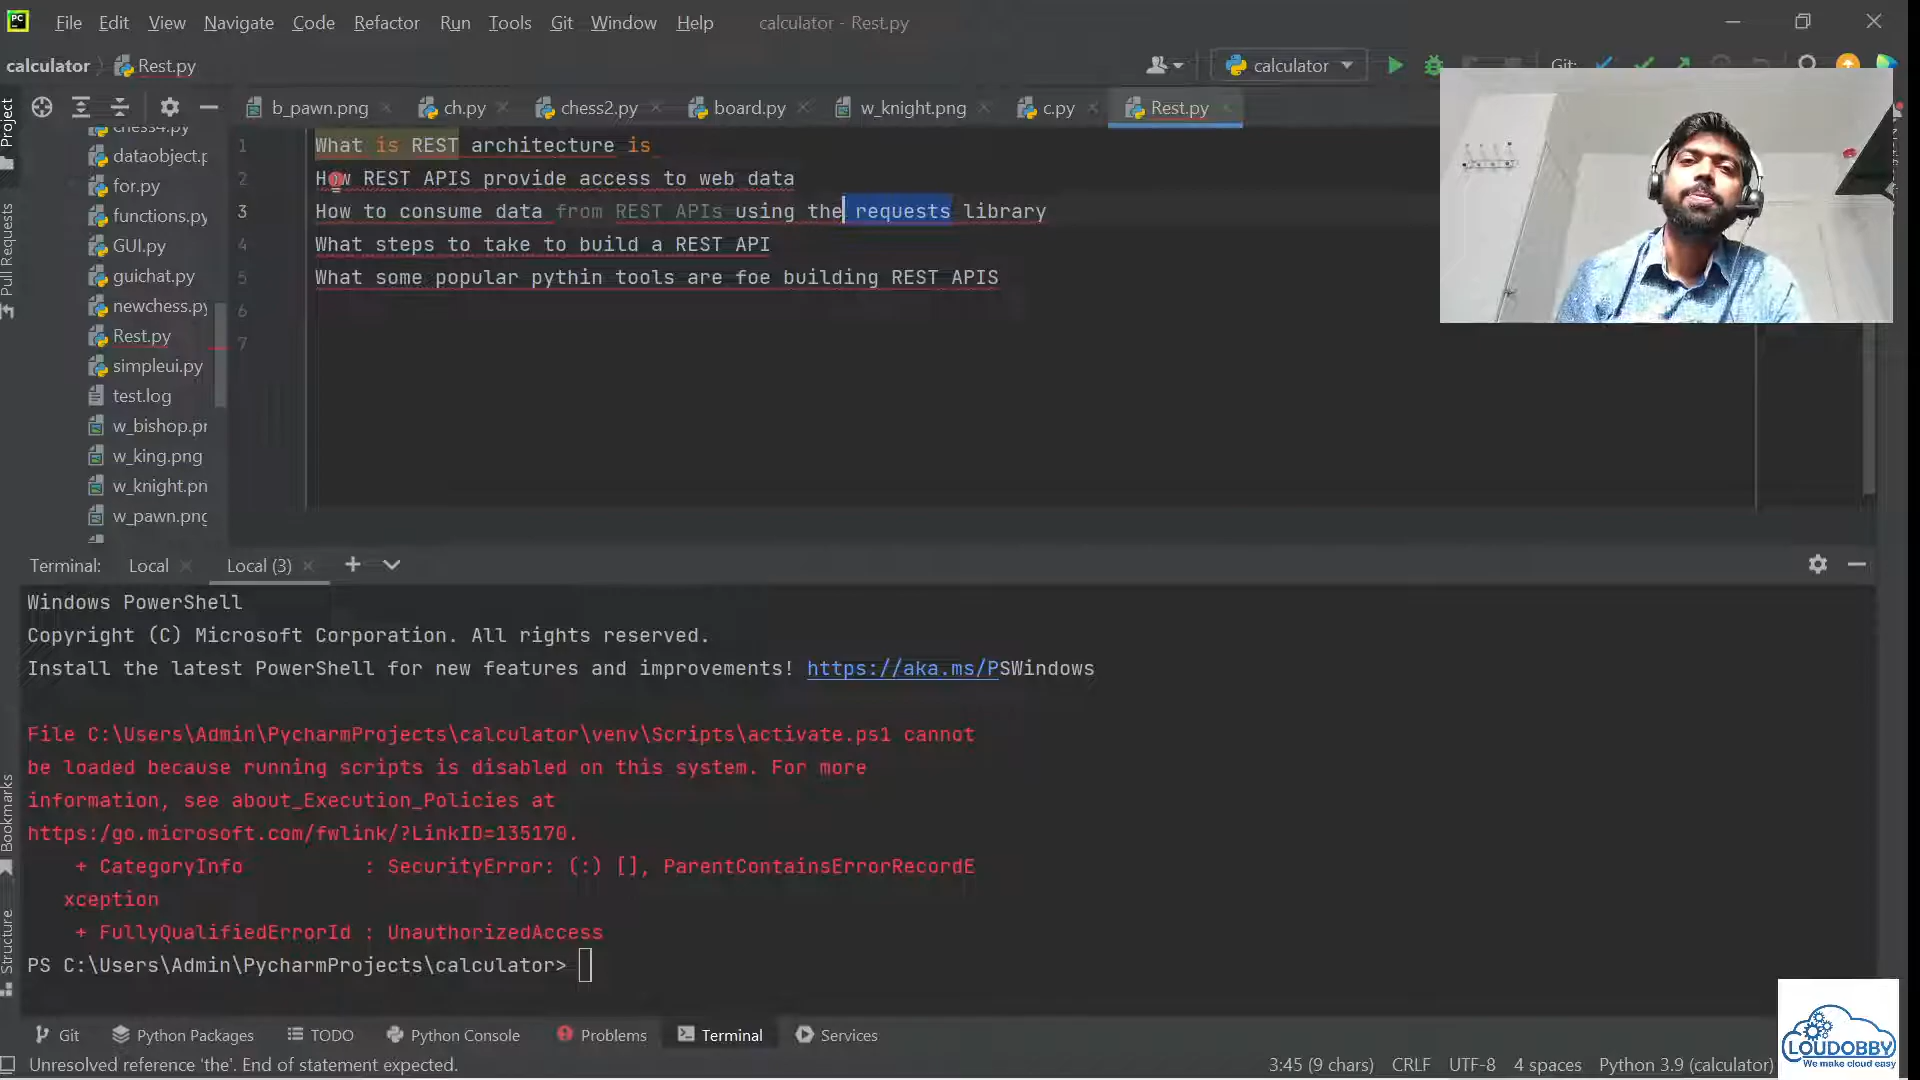 File Edit View Navigate Code Refactor Run Tools Git Window Help calculator - Rest.py
calculator Rest.py calculator Git:
b_pawn.png ch.py chess2.py board.py w_knight.png c.py Rest.py
Project
Pull Requests
Bookmarks
Structure
chess4.py
dataobject.p
for.py
functions.py
GUI.py
guichat.py
newchess.py
Rest.py
simpleui.py
test.log
w_bishop.pr
w_king.png
w_knight.pn
w_pawn.png
1 What is REST architecture is
2 How REST APIS provide access to web data
3 How to consume data from REST APIs using the requests library
4 What steps to take to build a REST API
5 What some popular pythin tools are foe building REST APIS
6
7
Terminal: Local Local (3)
Windows PowerShell
Copyright (C) Microsoft Corporation. All rights reserved.
Install the latest PowerShell for new features and improvements! https://aka.ms/PSWindows
File C:\Users\Admin\PycharmProjects\calculator\venv\Scripts\activate.ps1 cannot
be loaded because running scripts is disabled on this system. For more
information, see about_Execution_Policies at
https:/go.microsoft.com/fwlink/?LinkID=135170.
+ CategoryInfo : SecurityError: (:) [], ParentContainsErrorRecordE
xception
+ FullyQualifiedErrorId : UnauthorizedAccess
PS C:\Users\Admin\PycharmProjects\calculator>
Git Python Packages TODO Python Console Problems Terminal Services
Unresolved reference 'the'. End of statement expected. 3:45 (9 chars) CRLF UTF-8 4 spaces Python 3.9 (calculator)
LOUDOBBY
We make cloud easy